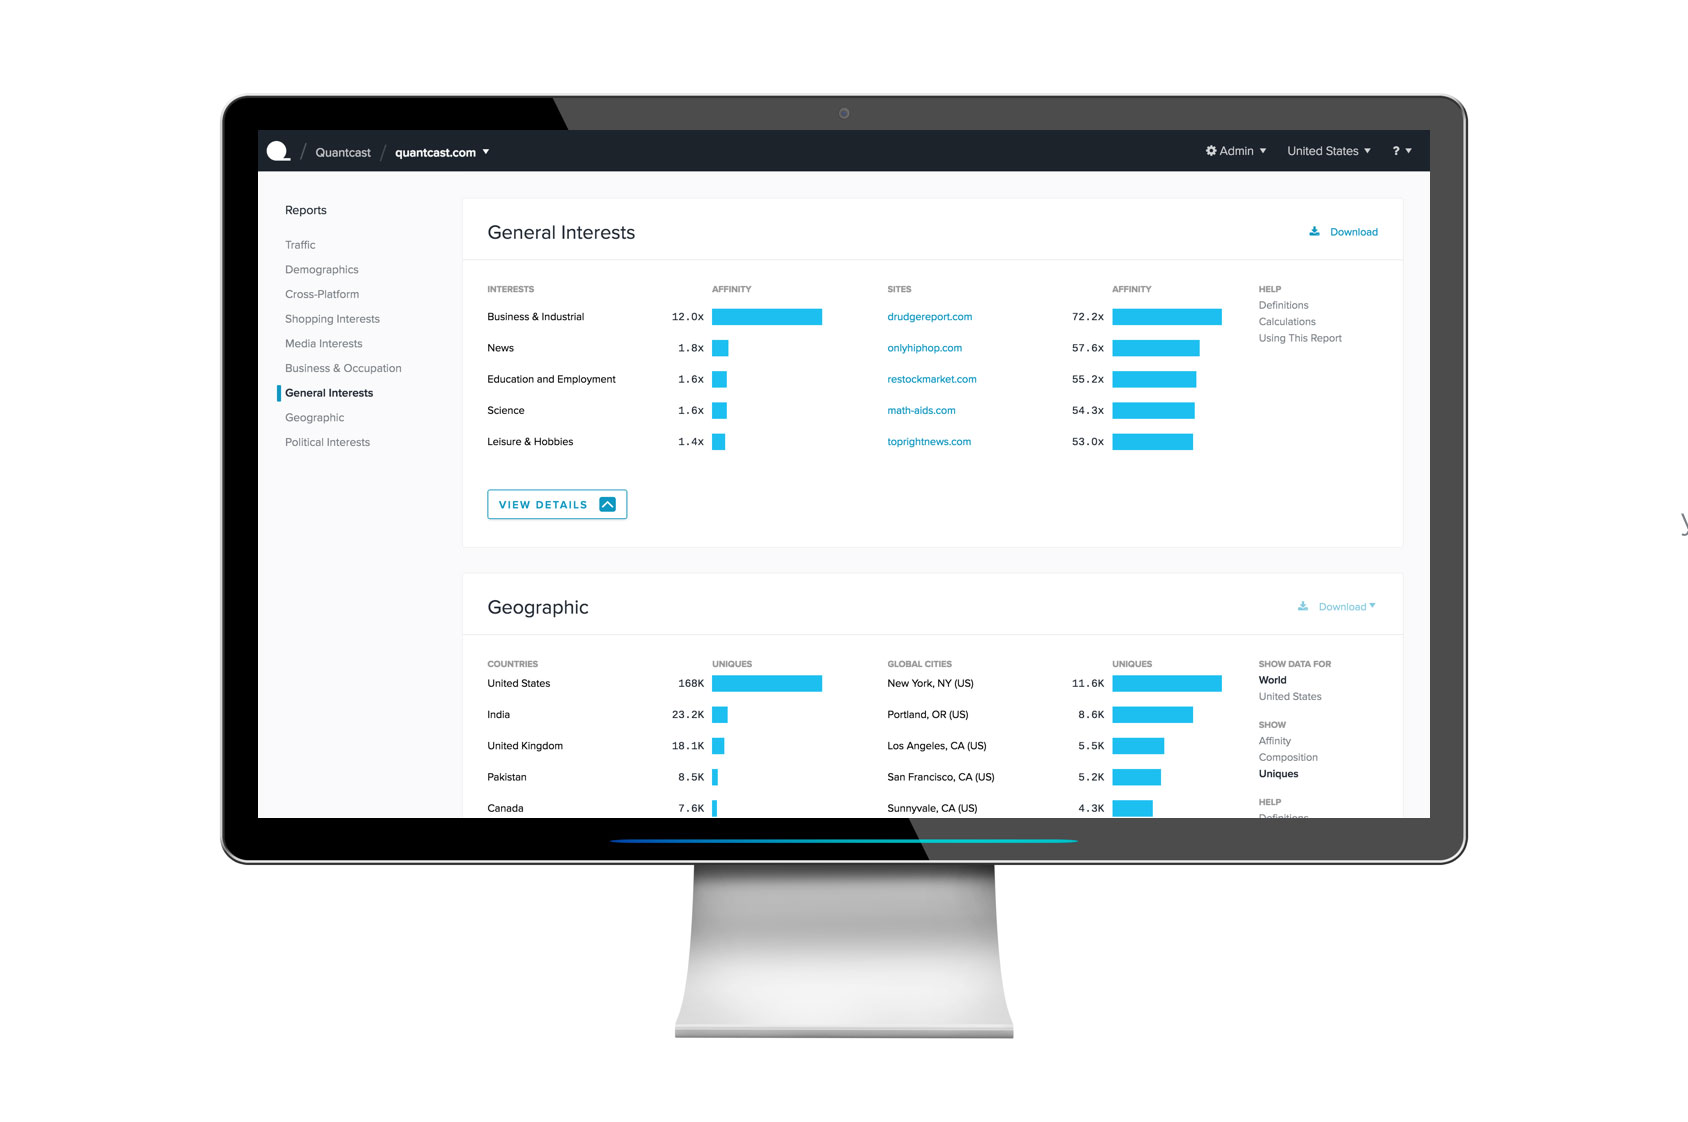 Quantcast / quantcast.com
Admin
United States
?
Reports
Traffic
Demographics
Cross-Platform
Shopping Interests
Media Interests
Business & Occupation
General Interests
Geographic
Political Interests
General Interests
Download
INTERESTS AFFINITY SITES AFFINITY
Business & Industrial 12.0x drudgereport.com 72.2x
News 1.8x onlyhiphop.com 57.6x
Education and Employment 1.6x restockmarket.com 55.2x
Science 1.6x math-aids.com 54.3x
Leisure & Hobbies 1.4x toprightnews.com 53.0x
HELP
Definitions
Calculations
Using This Report
VIEW DETAILS
Geographic
Download
COUNTRIES UNIQUES GLOBAL CITIES UNIQUES
United States 168K New York, NY (US) 11.6K
India 23.2K Portland, OR (US) 8.6K
United Kingdom 18.1K Los Angeles, CA (US) 5.5K
Pakistan 8.5K San Francisco, CA (US) 5.2K
Canada 7.6K Sunnyvale, CA (US) 4.3K
SHOW DATA FOR
World
United States
SHOW
Affinity
Composition
Uniques
HELP
Definitions